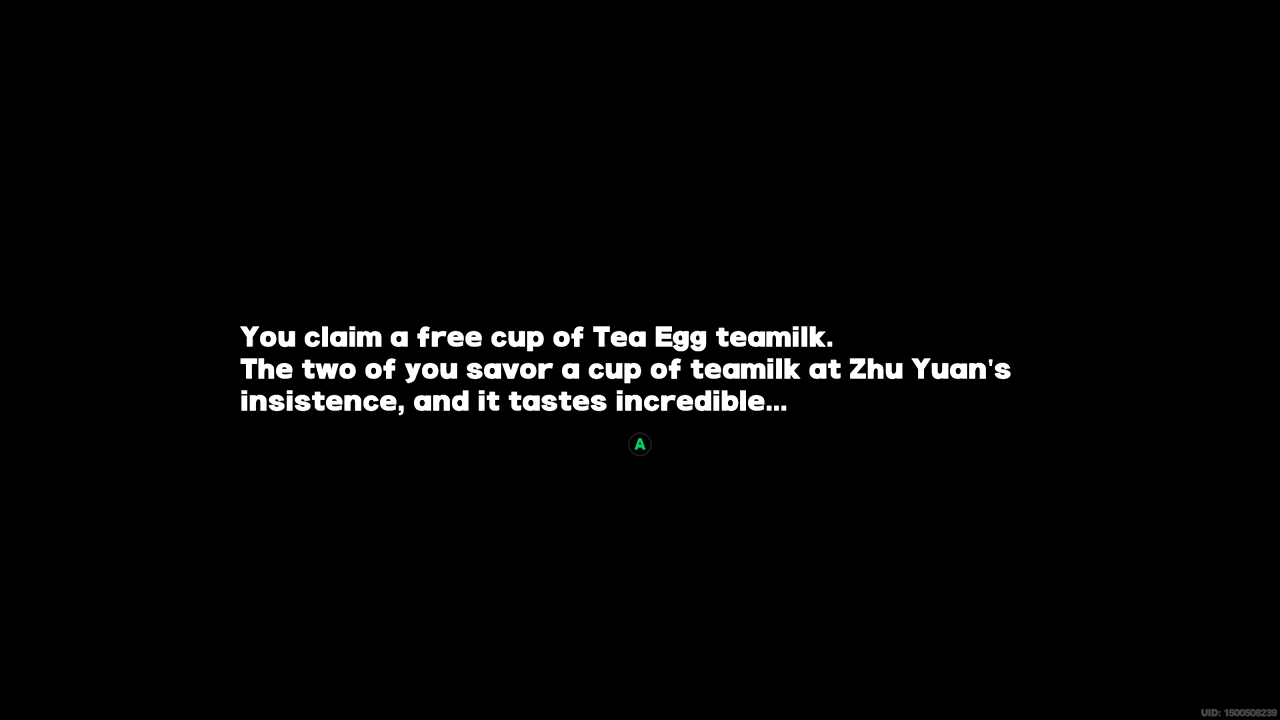 You claim a free cup of Tea Egg teamilk.
The two of you savor a cup of teamilk at Zhu Yuan's
insistence, and it tastes incredible...
A
UID: 1500508239